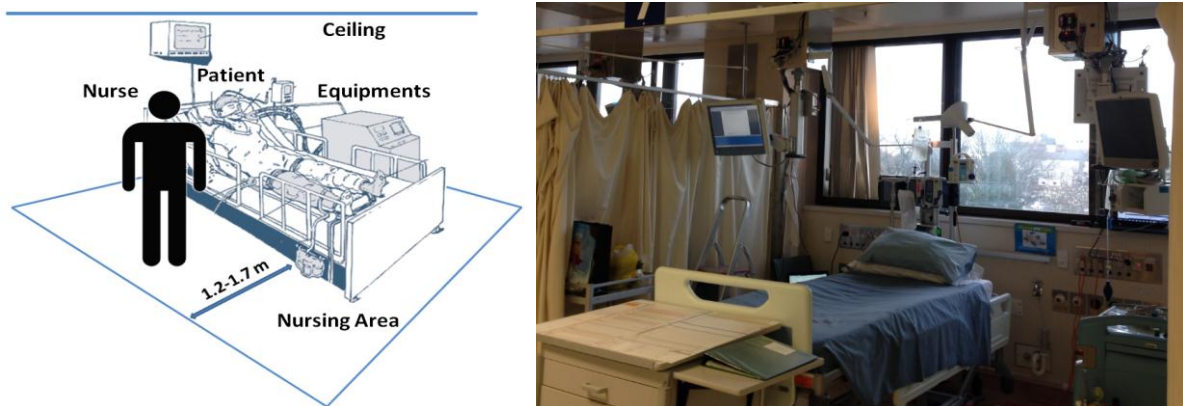 Ceiling
Patient
Nurse
Equipments
1.2-1.7 m
Nursing Area
7